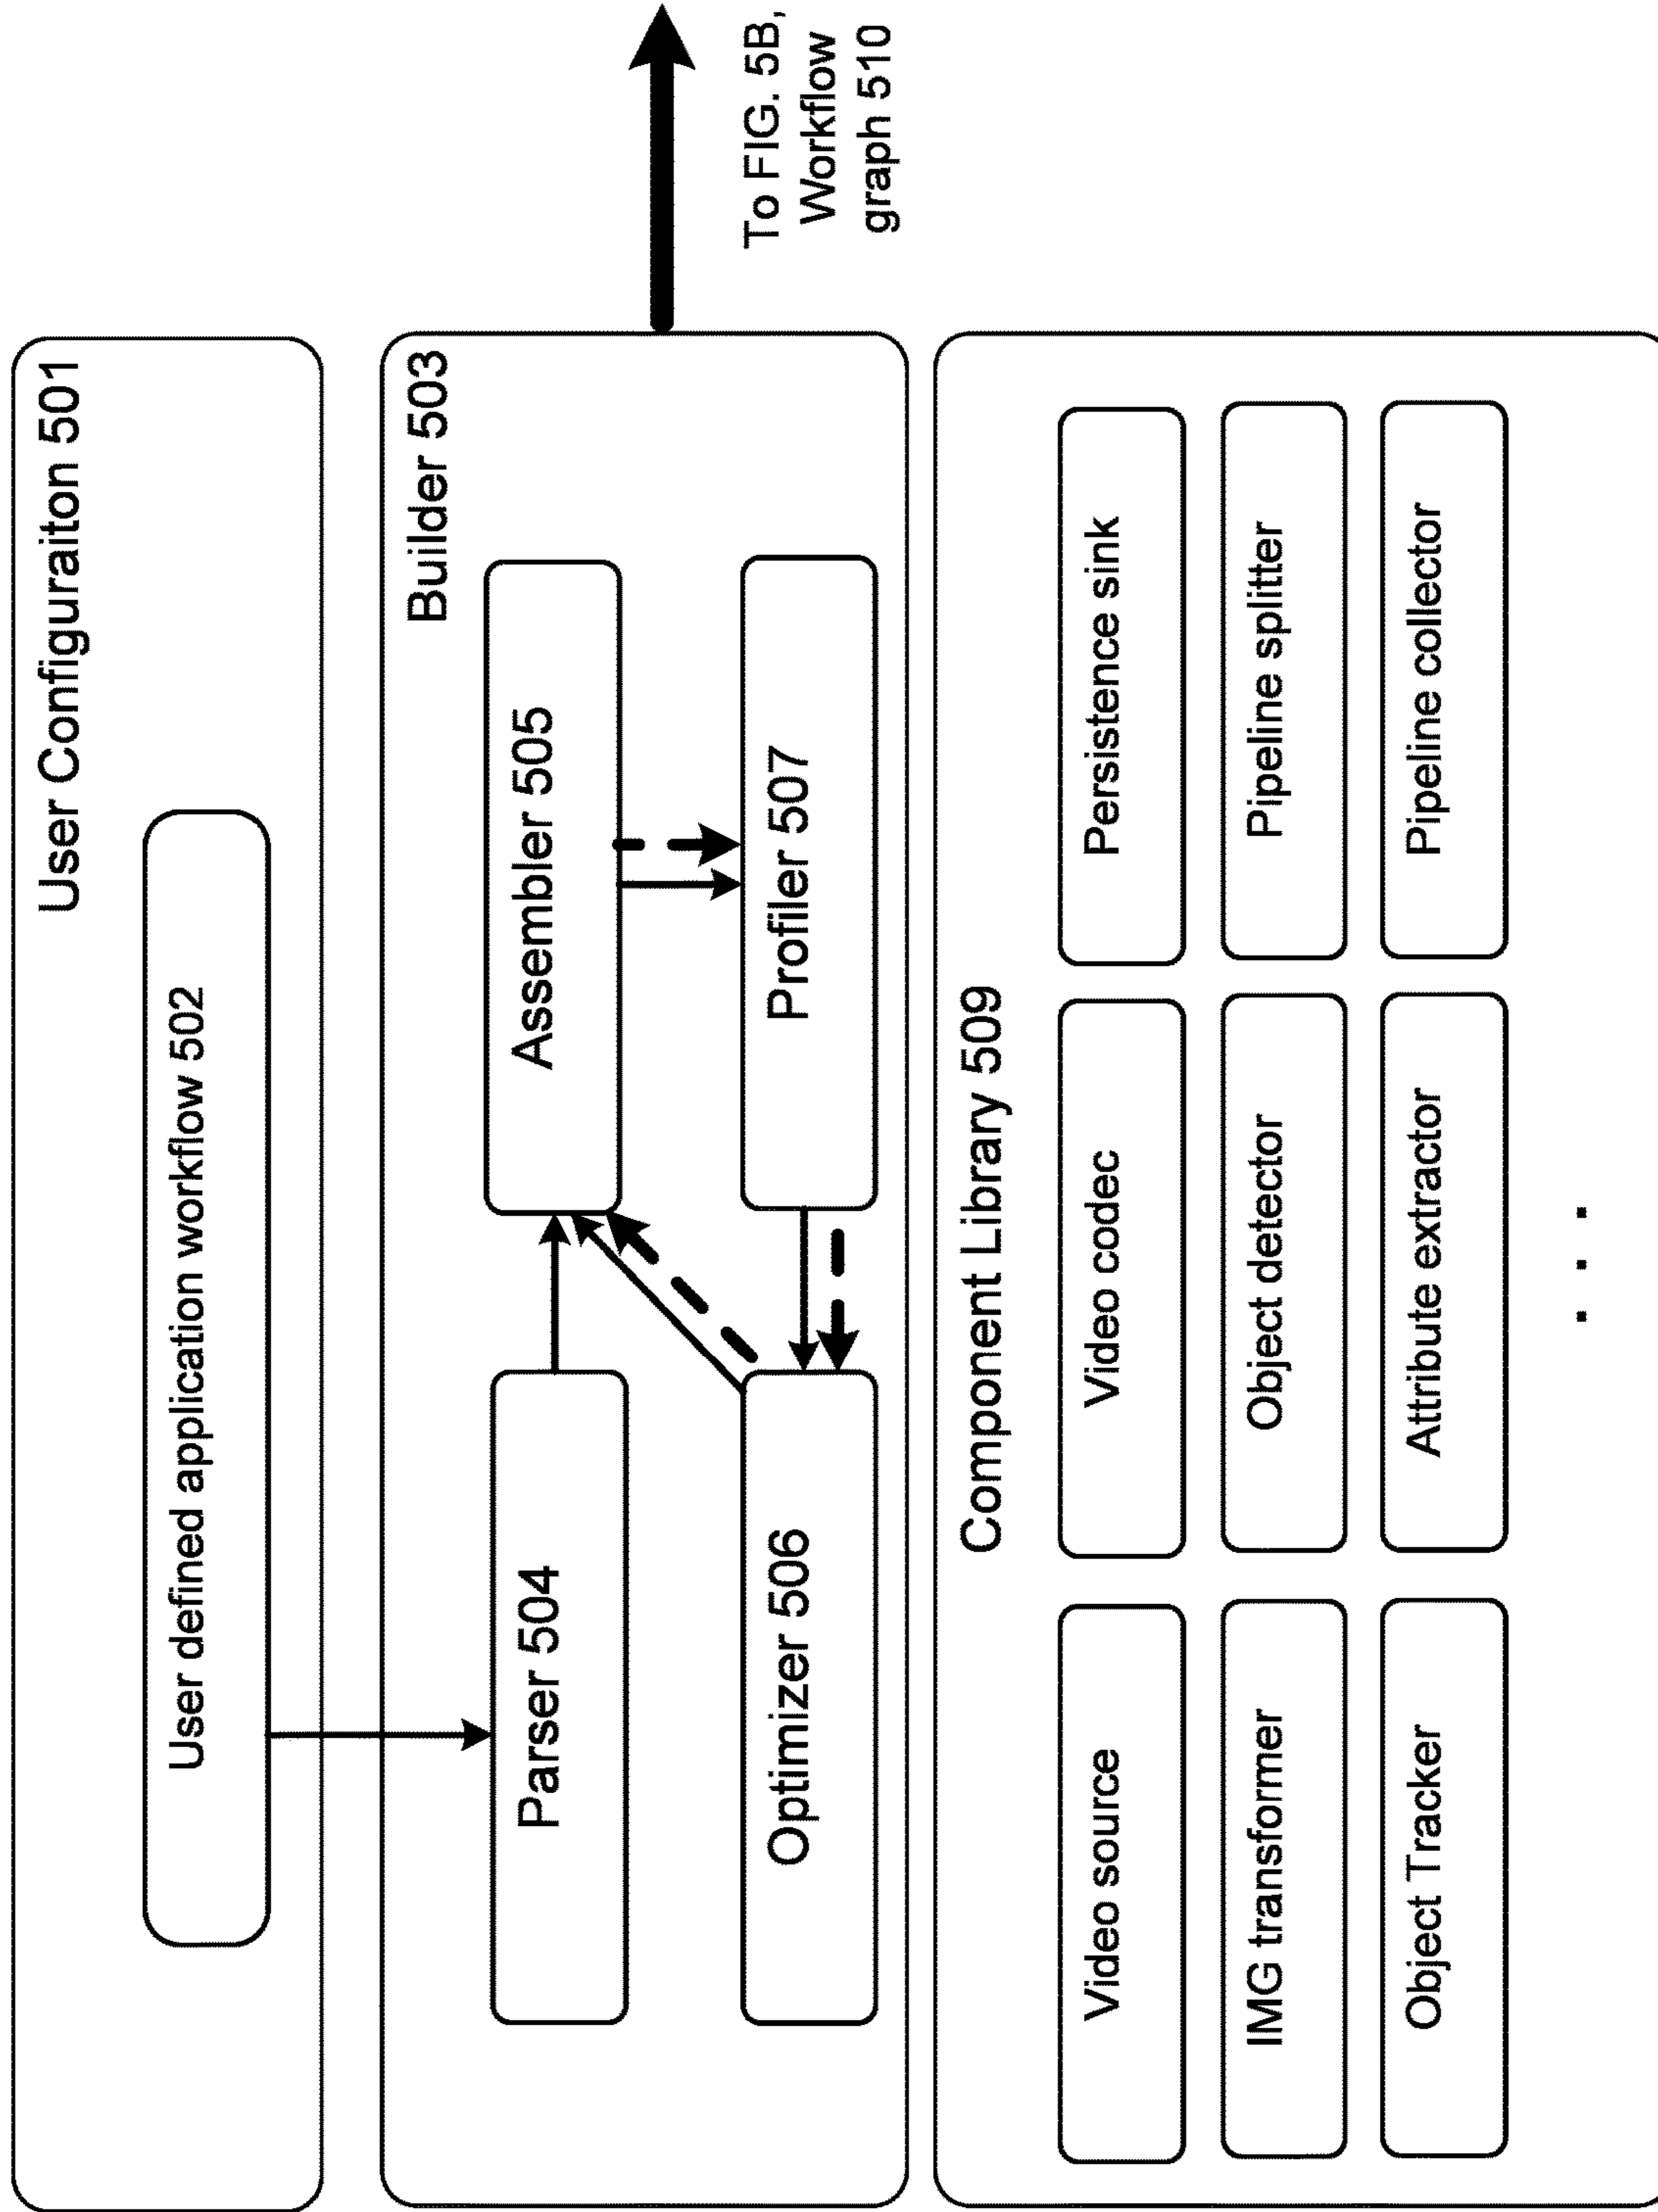 User Configuraiton 501
User defined application workflow 502
Builder 503
Parser 504
Assembler 505
Optimizer 506
Profiler 507
To FIG. 5B,
Workflow
graph 510
Component Library 509
Video source
Video codec
Persistence sink
IMG transformer
Object detector
Pipeline splitter
Object Tracker
Attribute extractor
Pipeline collector
. . .